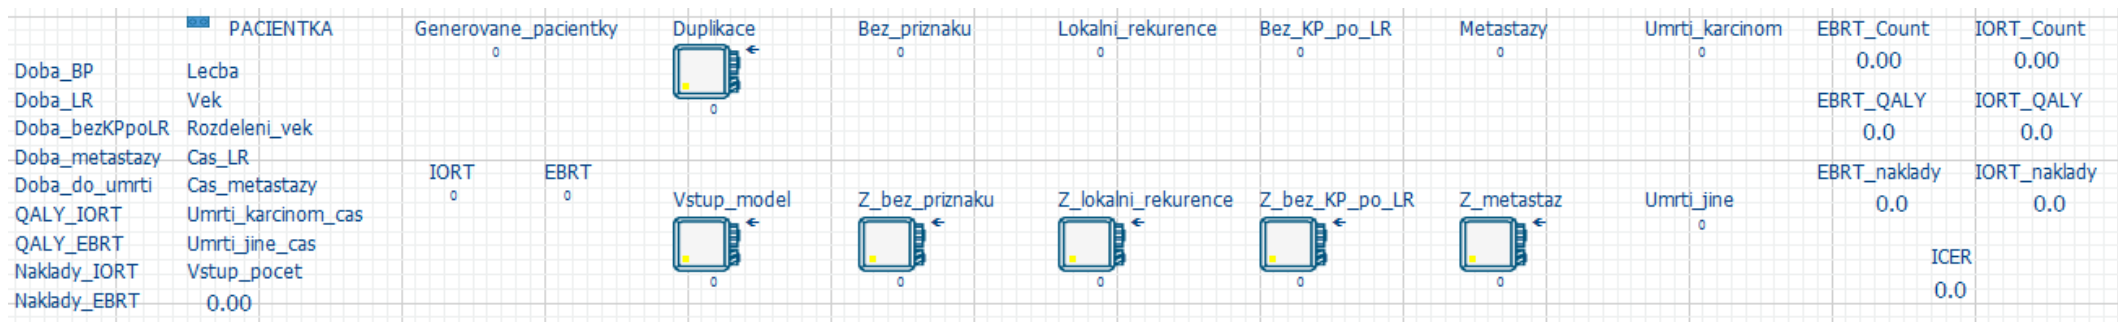 PACIENTKA Generovane_pacientky Duplikace Bez_priznaku Lokalni_rekurence Bez_KP_po_LR Metastazy Umrti_karcinom EBRT_Count IORT_Count
0 0 0 0 0 0
0.00 0.00
Doba_BP Lecba
Doba_LR Vek EBRT_QALY IORT_QALY
0
Doba_bezKPpoLR Rozdeleni_vek 0.0 0.0
Doba_metastazy Cas_LR
IORT EBRT EBRT_naklady IORT_naklady
Doba_do_umrti Cas_metastazy
0 0
Vstup_model Z_bez_priznaku Z_lokalni_rekurence Z_bez_KP_po_LR Z_metastaz Umrti_jine 0.0 0.0
QALY_IORT Umrti_karcinom_cas
0
QALY_EBRT Umrti_jine_cas
ICER
Naklady_IORT Vstup_pocet
0 0 0 0 0
0.0
Naklady_EBRT 0.00